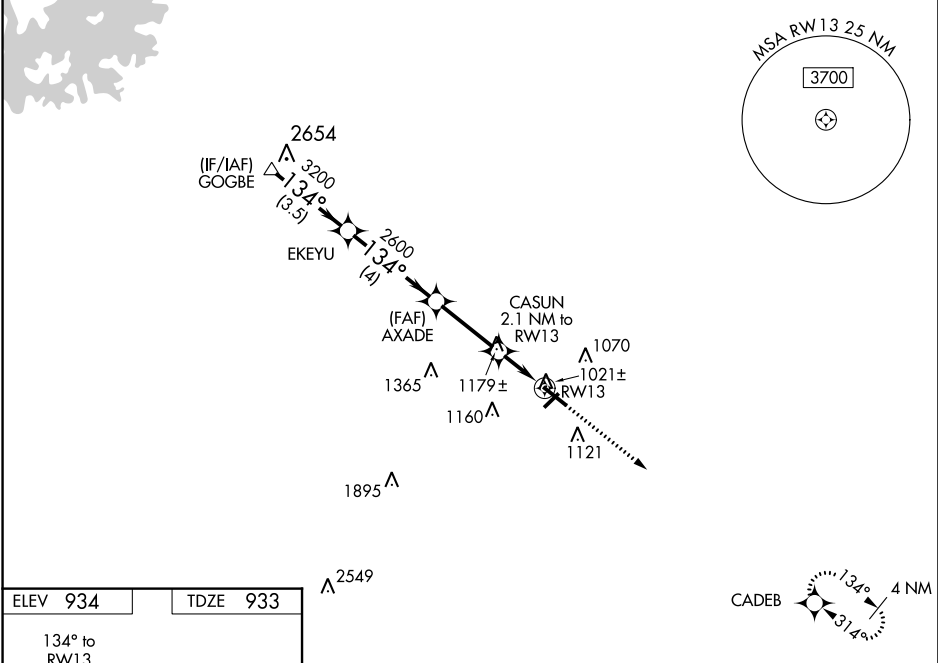 MSA RW13 25 NM
3700
2654
(IF/IAF)
GOGBE
3200
134°
(3.5)
EKEYU
2600
134°
(4)
(FAF)
AXADE
CASUN
2.1 NM to
RW13
1070
1021±
RW13
1365
1179±
1160
1121
1895
2549
CADEB
134°
4 NM
314°
ELEV 934
TDZE 933
134° to
RW13